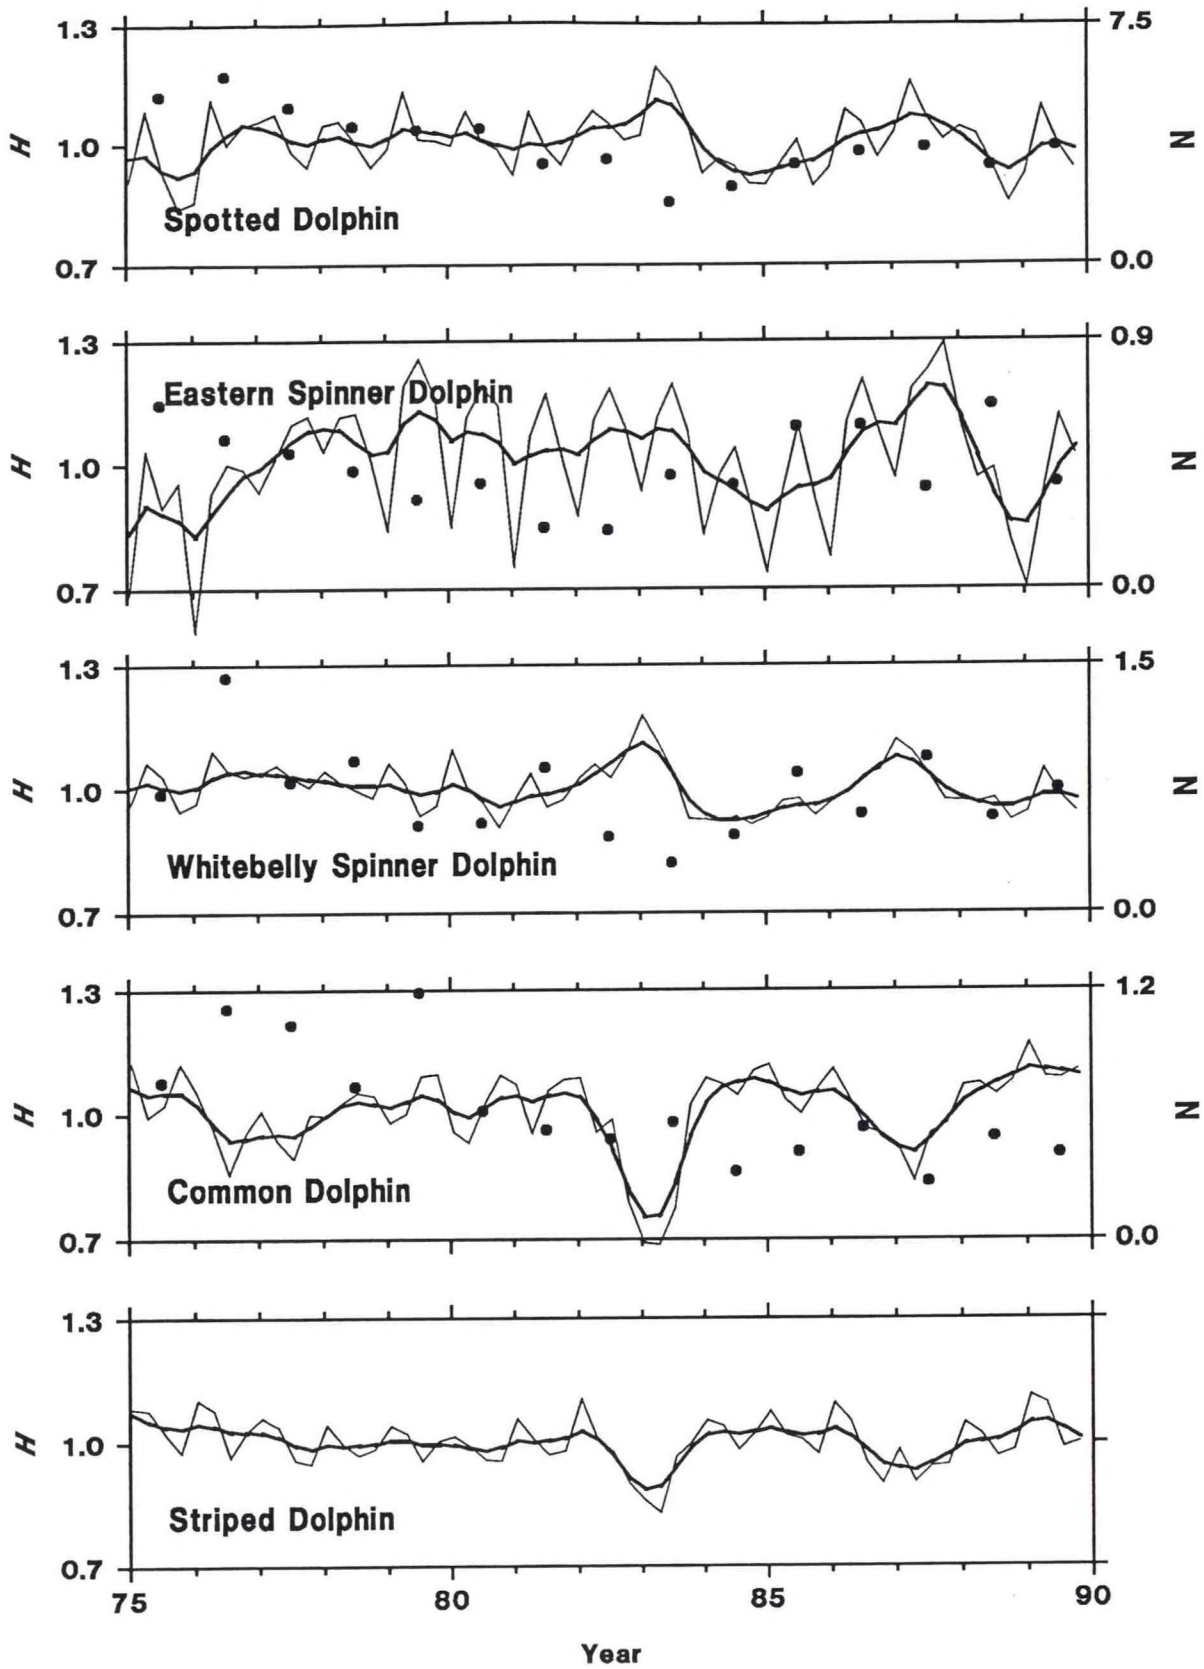 1.3 7.5
H 1.0 N
Spotted Dolphin
0.7 0.0
1.3 0.9
Eastern Spinner Dolphin
H 1.0 N
0.7 0.0
1.3 1.5
H 1.0 N
Whitebelly Spinner Dolphin
0.7 0.0
1.3 1.2
H 1.0 N
Common Dolphin
0.7 0.0
1.3
H 1.0
Striped Dolphin
0.7
75 80 85 90
Year